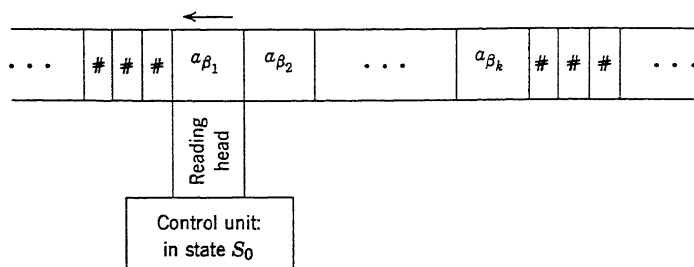 . . . # # # a_{β_1} a_{β_2} . . . a_{β_k} # # # . . .
Reading
head
Control unit:
in state S_0